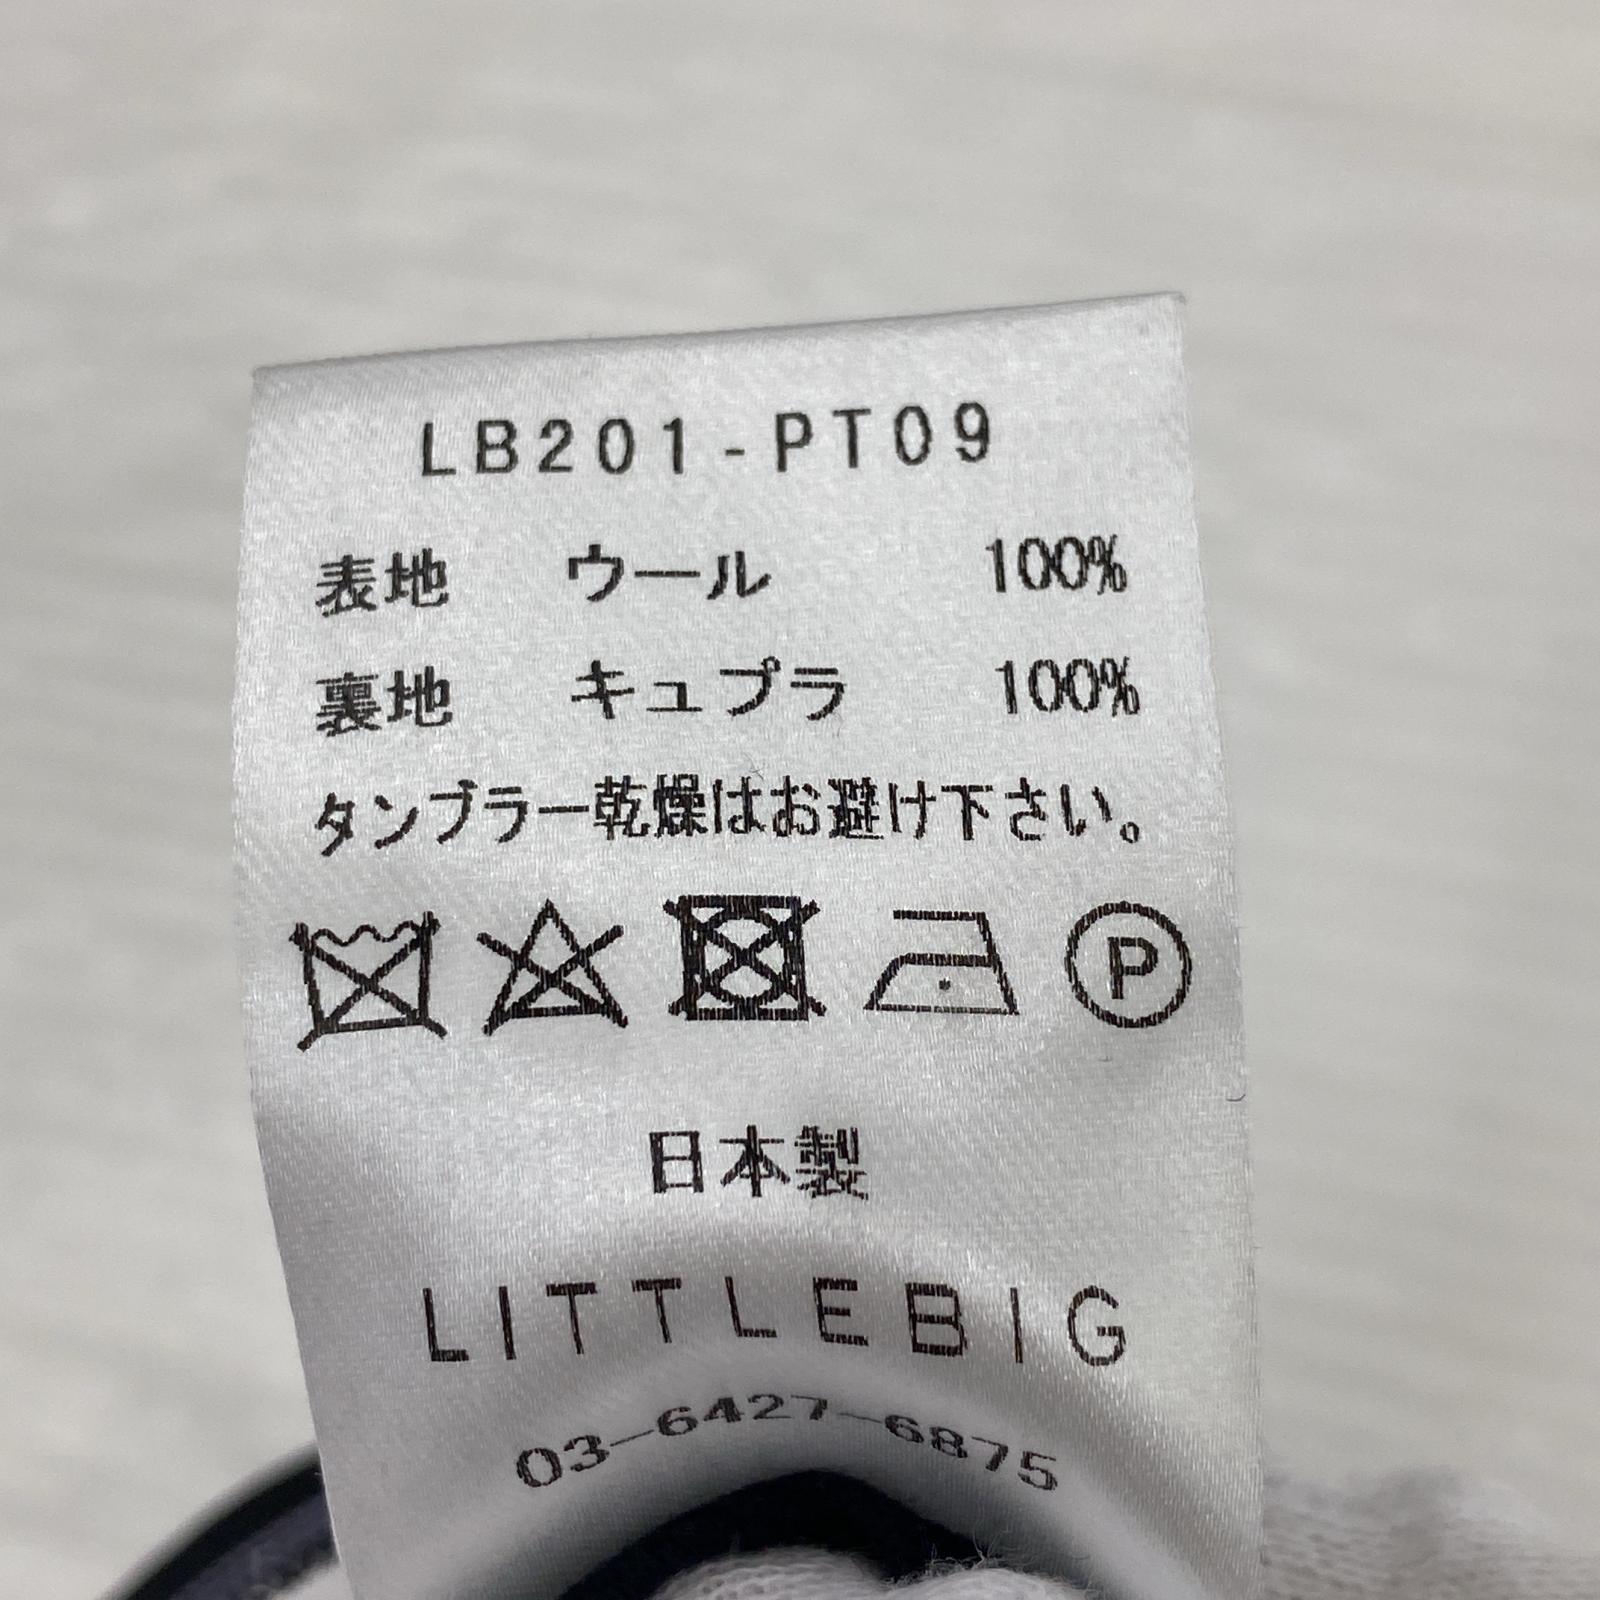 LB201-PT09
表地 ウール 100%
裏地 キュプラ 100%
タンブラー乾燥はお避け下さい。
P
日本製
LITTLEBIG
03-6427-6875